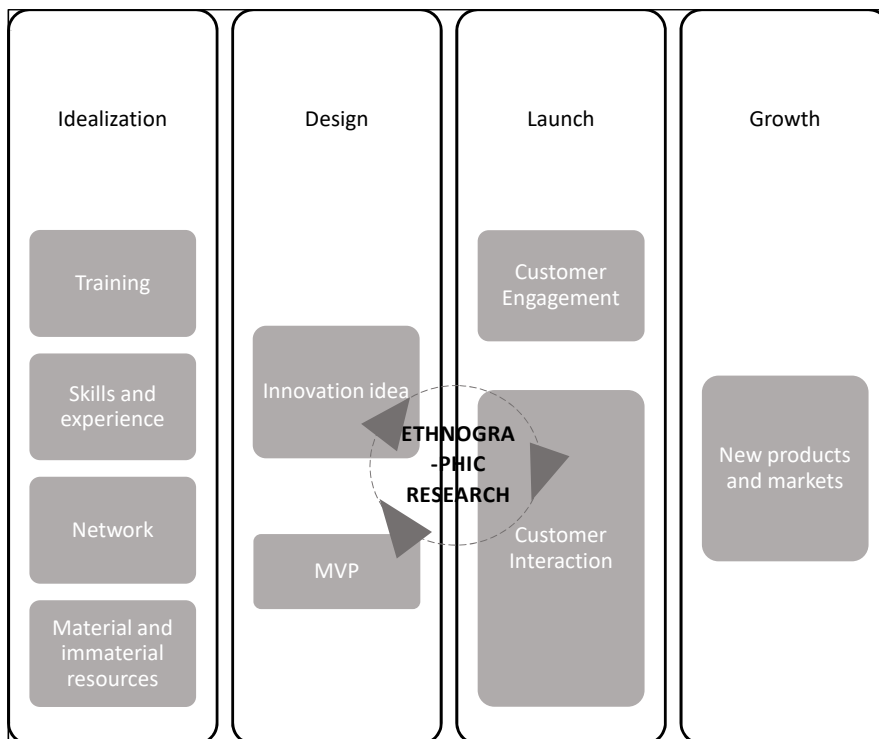 Idealization
Training
Skills and
experience
Network
Material and
immaterial
resources
Design
Innovation idea
MVP
ETHNOGRA
-PHIC
RESEARCH
Launch
Customer
Engagement
Customer
Interaction
Growth
New products
and markets